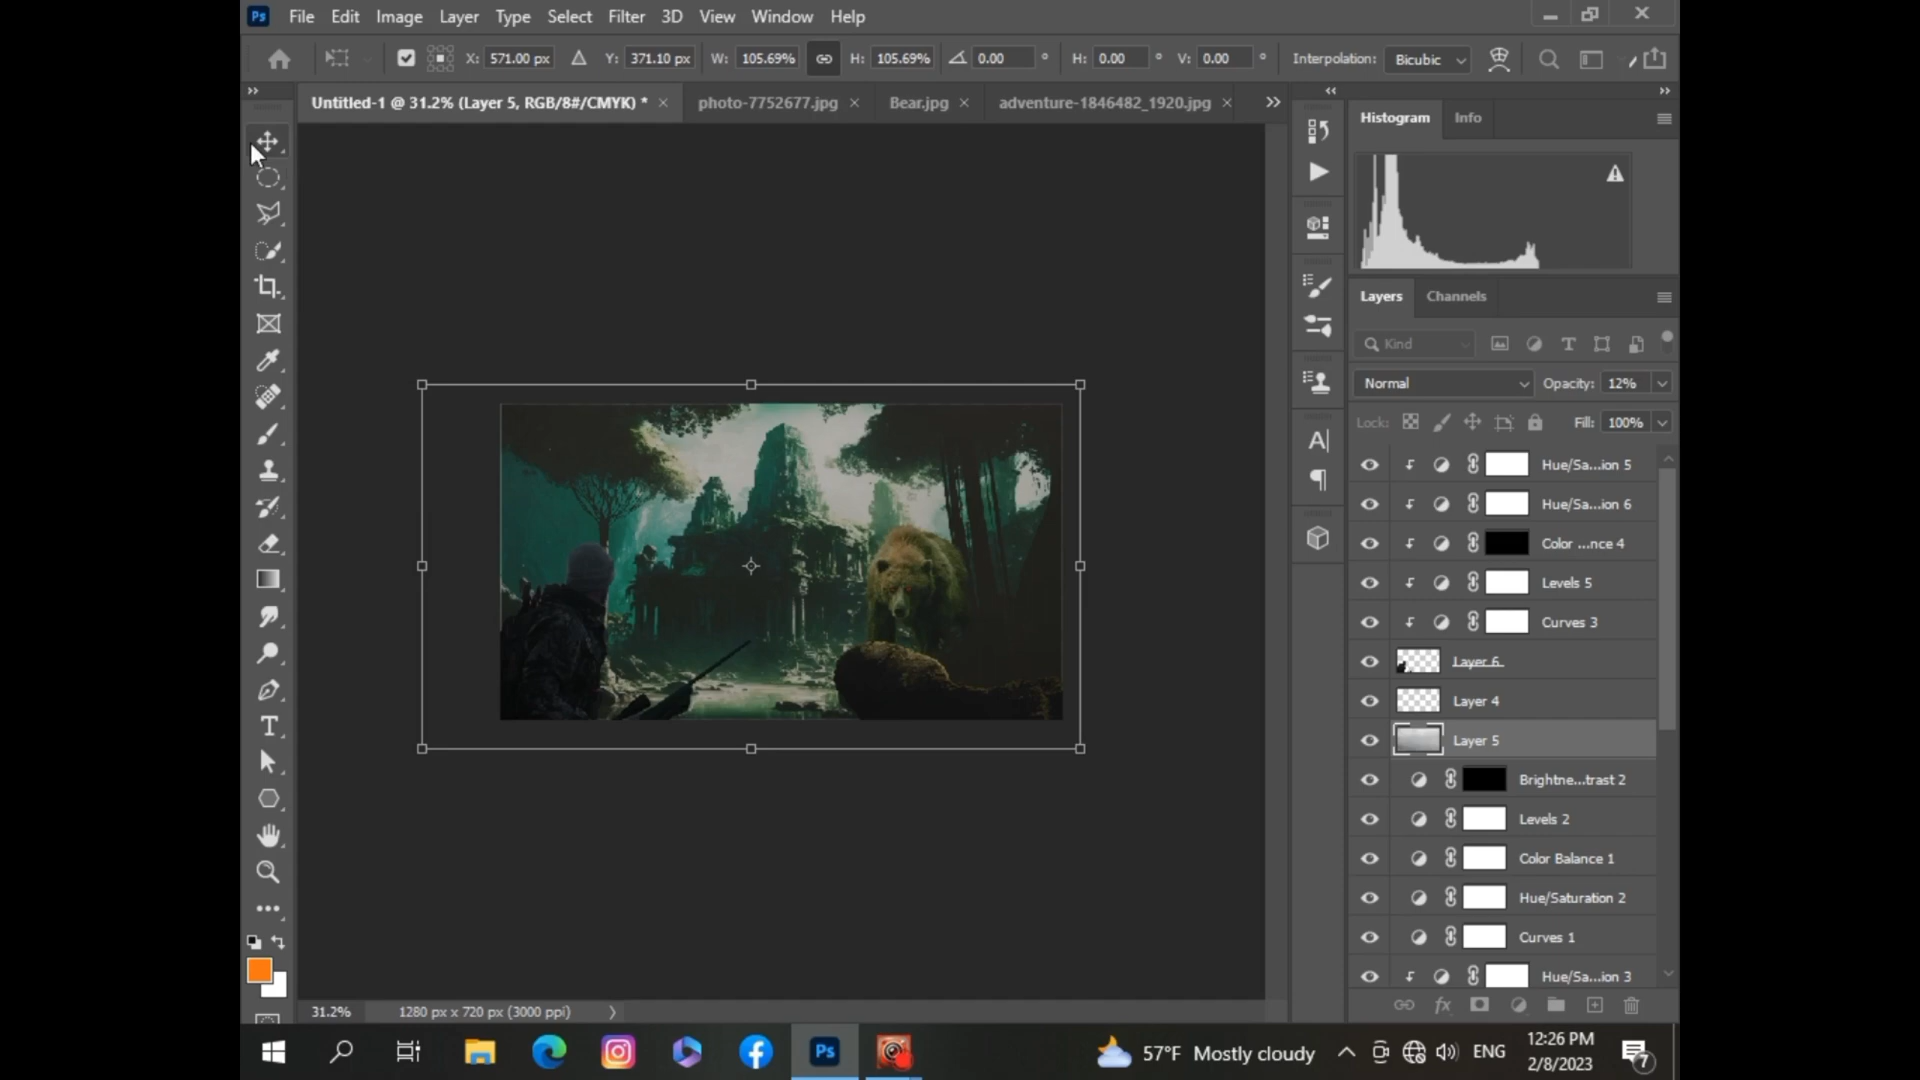 Ps File Edit Image Layer Type Select Filter 3D View Window Help
X: 571.00 px Y: 371.10 px W: 105.69% H: 105.69% 0.00 ° H: 0.00 ° V: 0.00 ° Interpolation: Bicubic
Untitled-1 @ 31.2% (Layer 5, RGB/8#/CMYK) * × photo-7752677.jpg × Bear.jpg × adventure-1846482_1920.jpg ×
Histogram Info
Layers Channels
Kind
Normal Opacity: 12%
Lock: Fill: 100%
Hue/Sa...ion 5
Hue/Sa...ion 6
Color ...nce 4
Levels 5
Curves 3
Layer 6
Layer 4
Layer 5
Brightne...trast 2
Levels 2
Color Balance 1
Hue/Saturation 2
Curves 1
Hue/Sa...ion 3
31.2% 1280 px x 720 px (3000 ppi)
Ps 57°F Mostly cloudy ENG 12:26 PM
2/8/2023 7